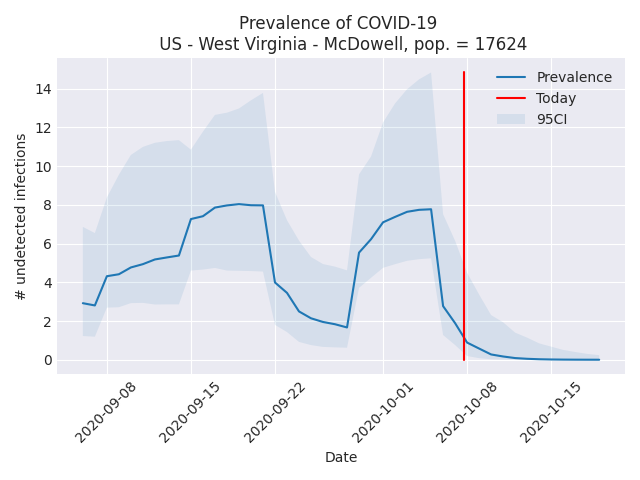 Prevalence of COVID-19
US - West Virginia - McDowell, pop. = 17624
Prevalence
Today
95CI
# undetected infections
14
12
10
8
6
4
2
0
2020-09-08
2020-09-15
2020-09-22
2020-10-01
2020-10-08
2020-10-15
Date